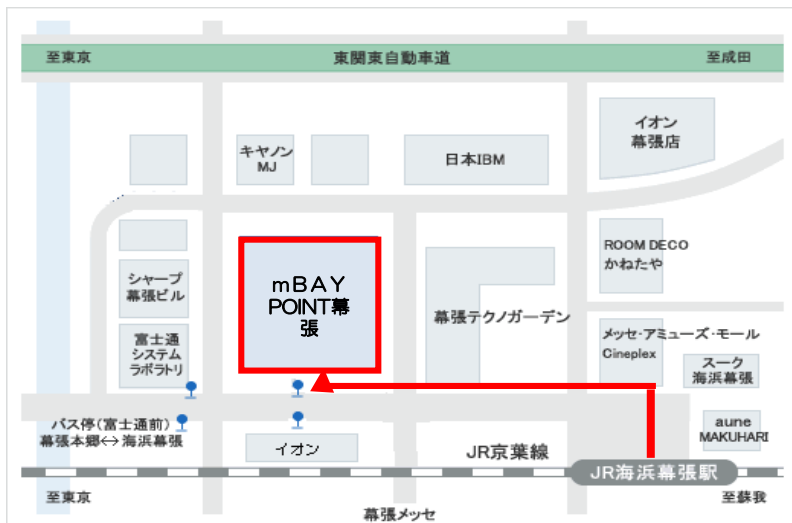 至東京
東関東自動車道
至成田
イオン
幕張店
キヤノン
MJ
日本IBM
ROOM DECO
かねたや
シャープ
幕張ビル
mBAY
POINT幕
張
幕張テクノガーデン
富士通
システム
ラボラトリ
メッセ・アミューズ・モール
Cineplex
スーク
海浜幕張
バス停(富士通前)
幕張本郷↔海浜幕張
イオン
JR京葉線
aune
MAKUHARI
JR海浜幕張駅
至東京
至蘇我
幕張メッセ